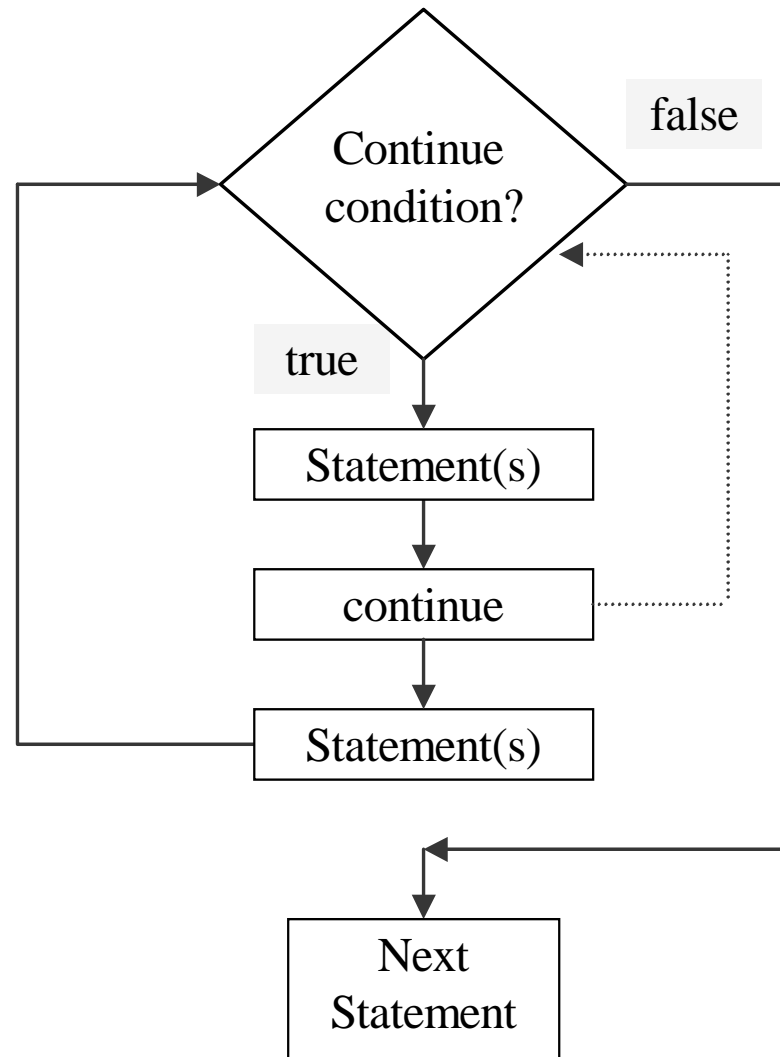 Continue
condition?
false
true
Statement(s)
continue
Statement(s)
Next
Statement